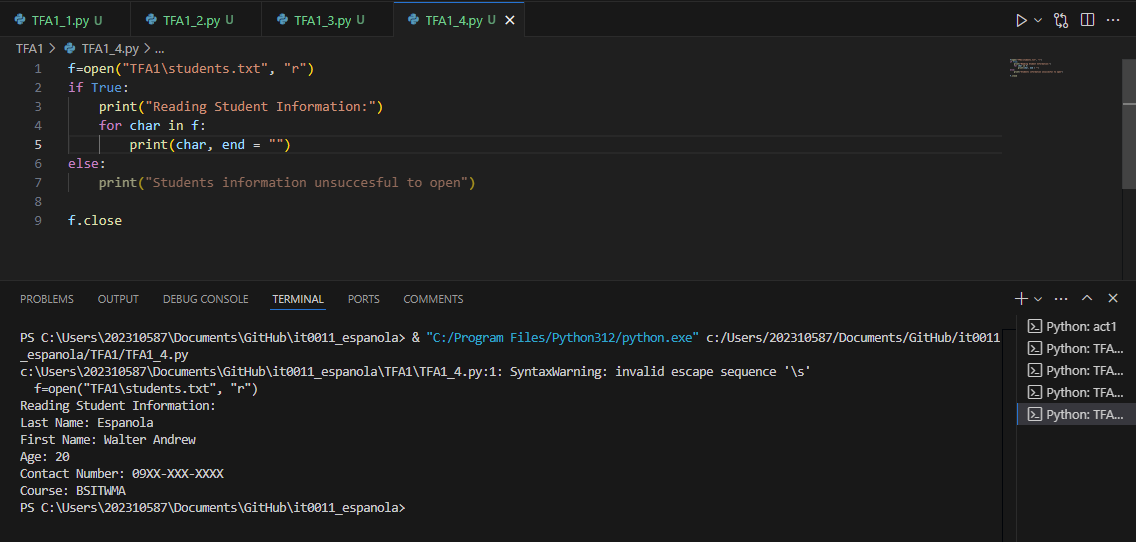 TFA1_1.py U TFA1_2.py U TFA1_3.py U TFA1_4.py U
TFA1 > TFA1_4.py > ...
1 f=open("TFA1\students.txt", "r")
2 if True:
3 print("Reading Student Information:")
4 for char in f:
5 print(char, end = "")
6 else:
7 print("Students information unsuccesful to open")
8
9 f.close
PROBLEMS OUTPUT DEBUG CONSOLE TERMINAL PORTS COMMENTS
PS C:\Users\202310587\Documents\GitHub\it0011_espanola> & "C:/Program Files/Python312/python.exe" c:/Users/202310587/Documents/GitHub/it0011
_espanola/TFA1/TFA1_4.py
c:\Users\202310587\Documents\GitHub\it0011_espanola\TFA1\TFA1_4.py:1: SyntaxWarning: invalid escape sequence '\s'
f=open("TFA1\students.txt", "r")
Reading Student Information:
Last Name: Espanola
First Name: Walter Andrew
Age: 20
Contact Number: 09XX-XXX-XXXX
Course: BSITWMA
PS C:\Users\202310587\Documents\GitHub\it0011_espanola>
Python: act1
Python: TFA...
Python: TFA...
Python: TFA...
Python: TFA...